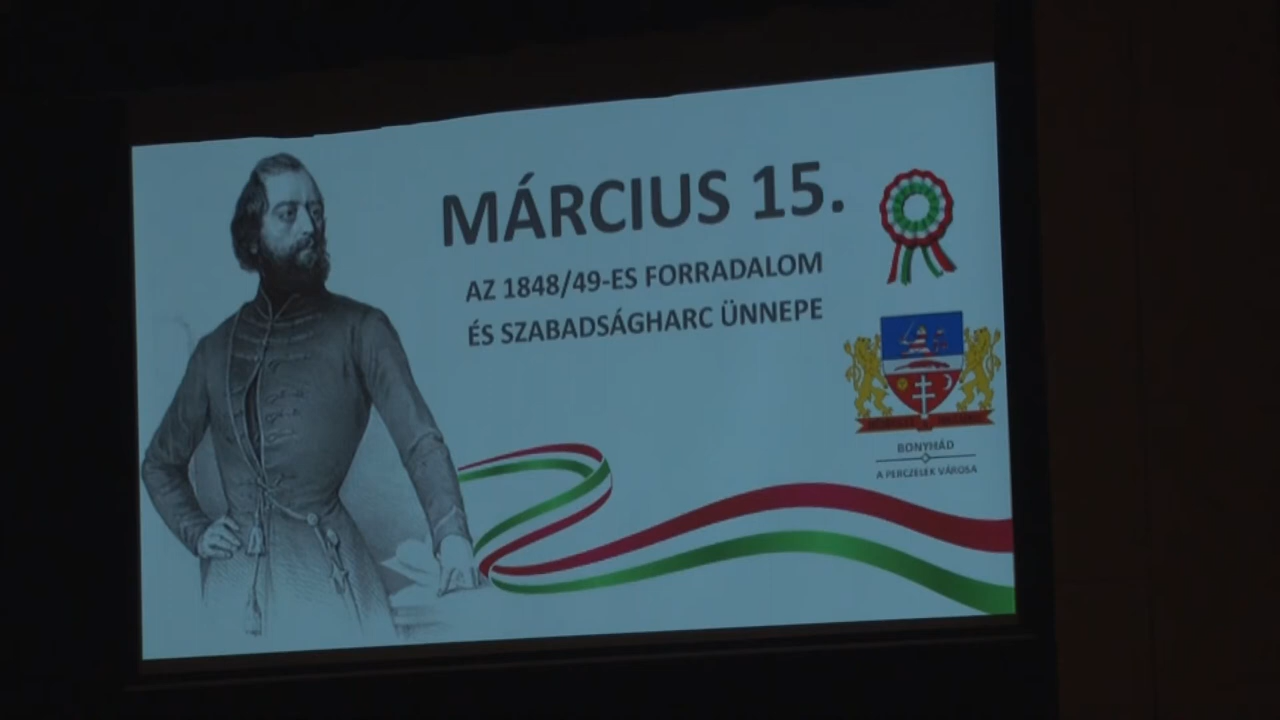 MÁRCIUS 15.
AZ 1848/49-ES FORRADALOM
ÉS SZABADSÁGHARC ÜNNEPE
BONYHÁD
A PERCZELEK VÁROSA